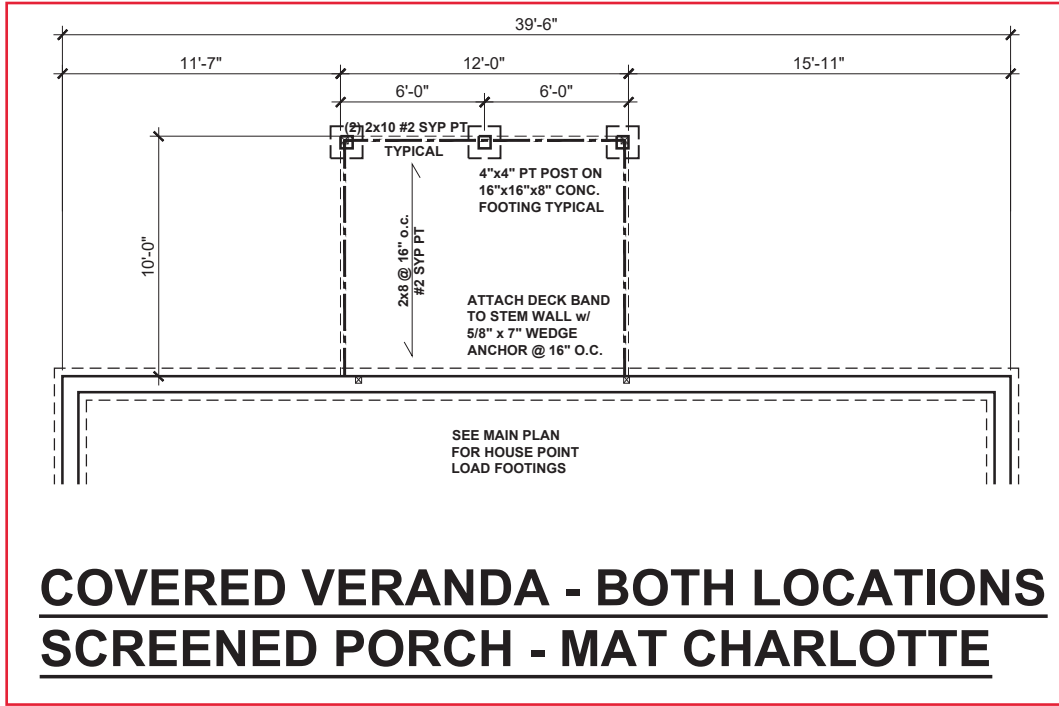 39'-6"
11'-7"
12'-0"
15'-11"
6'-0"
6'-0"
(2) 2x10 #2 SYP PT
TYPICAL
4"x4" PT POST ON
16"x16"x8" CONC.
FOOTING TYPICAL
10'-0"
2x8 @ 16" o.c.
#2 SYP PT
ATTACH DECK BAND
TO STEM WALL w/
5/8" x 7" WEDGE
ANCHOR @ 16" O.C.
SEE MAIN PLAN
FOR HOUSE POINT
LOAD FOOTINGS
COVERED VERANDA - BOTH LOCATIONS
SCREENED PORCH - MAT CHARLOTTE